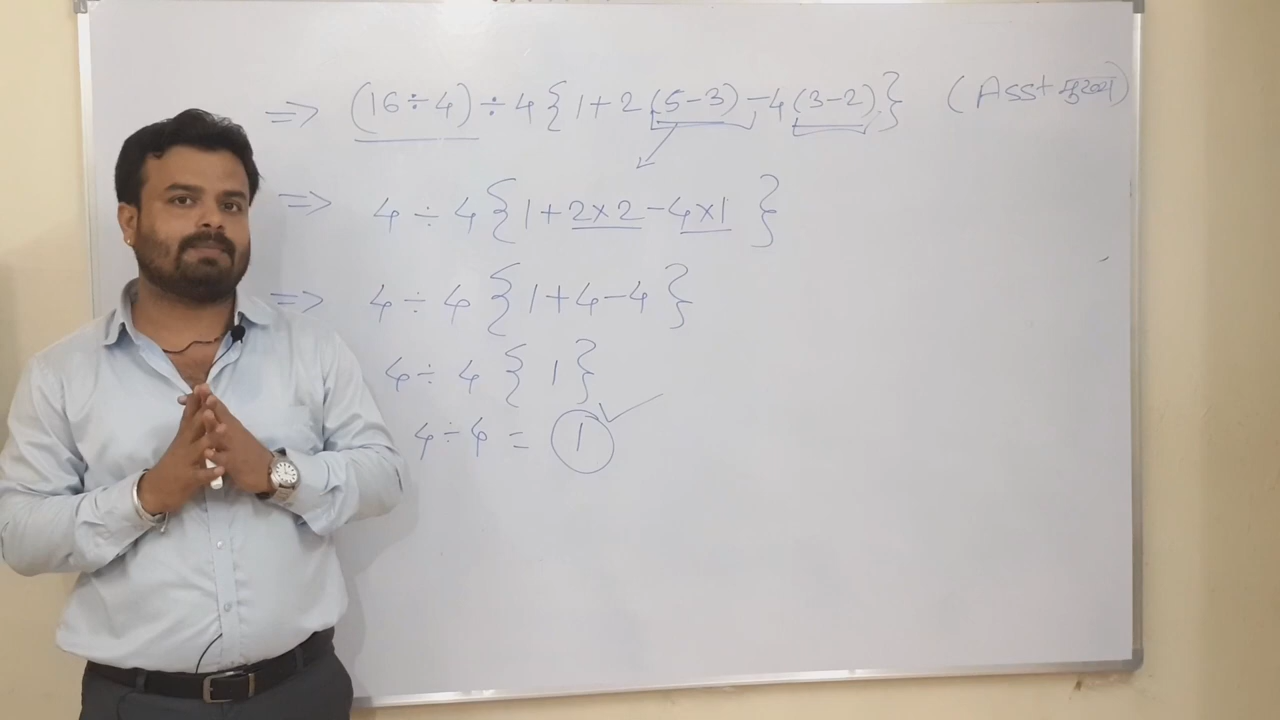 => (16÷4)÷4{1+2(5-3)-4(3-2)} (Asst
=> 4÷4{1+2×2-4×1}
=> 4÷4{1+4-4}
4÷4{1}
4÷4=1